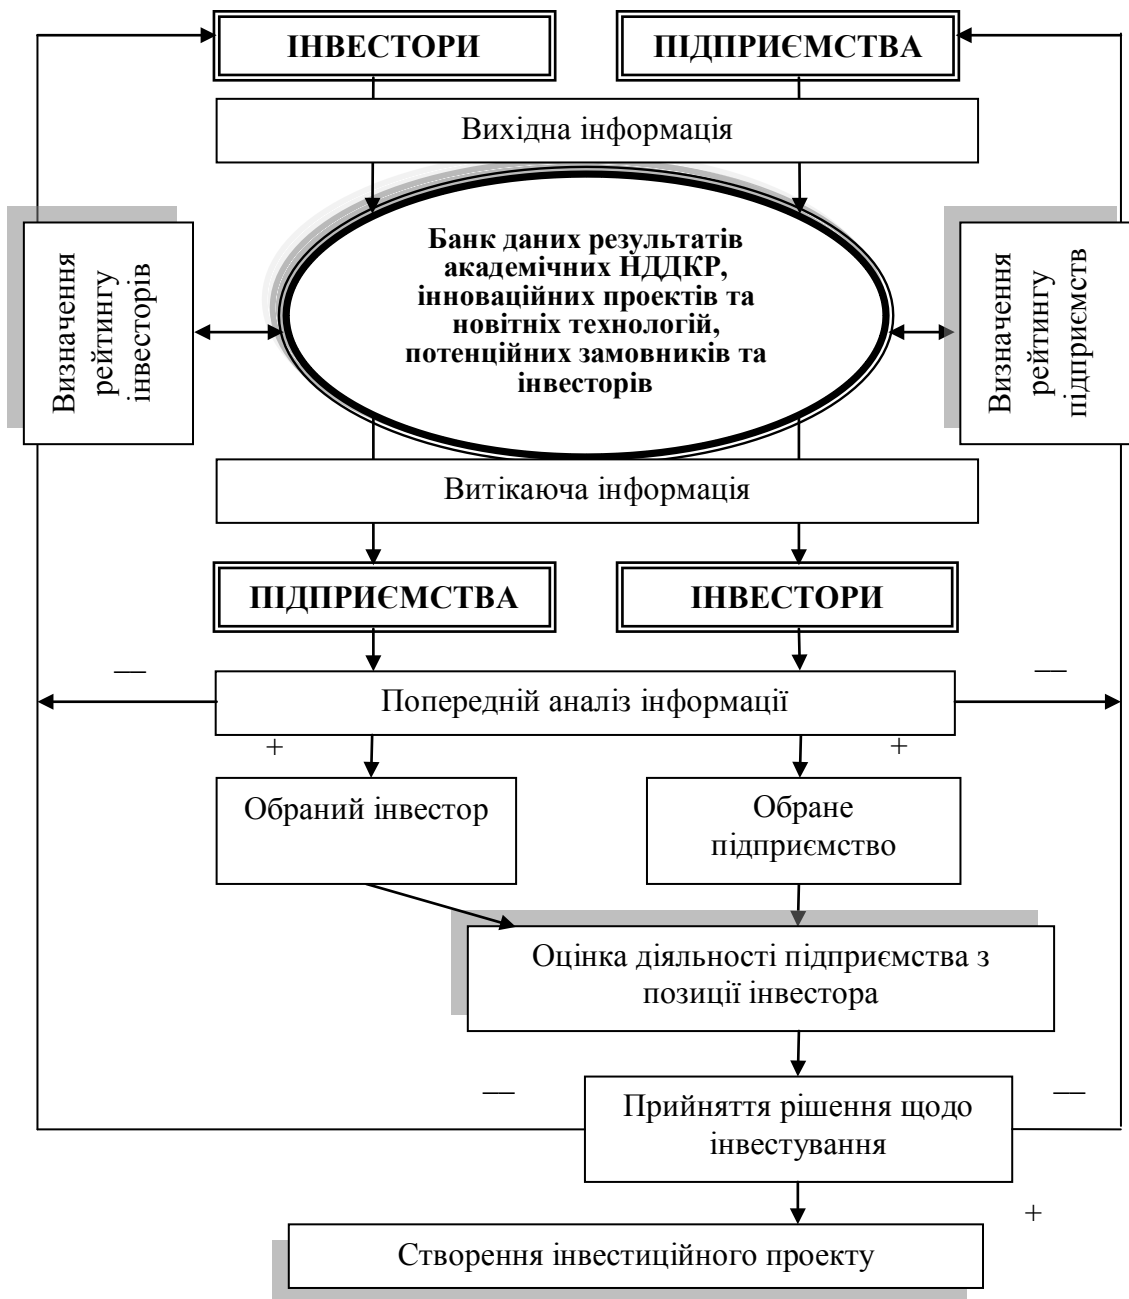 ІНВЕСТОРИ
ПІДПРИЄМСТВА
Вихідна інформація
Банк даних результатів
академічних НДДКР,
інноваційних проектів та
новітніх технологій,
потенційних замовників та
інвесторів
Визначення
рейтингу
інвесторів
Визначення
рейтингу
підприємств
Витікаюча інформація
ПІДПРИЄМСТВА
ІНВЕСТОРИ
—
—
Попередній аналіз інформації
+
+
Обраний інвестор
Обране
підприємство
Оцінка діяльності підприємства з
позиції інвестора
—
—
Прийняття рішення щодо
інвестування
+
Створення інвестиційного проекту